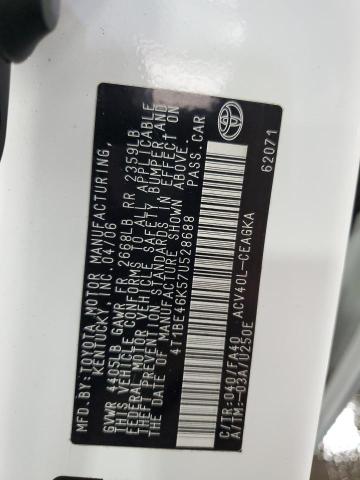 MFD.BY:TOYOTA MOTOR MANUFACTURING,
KENTUCKY,INC. 04/06
GVWR 4485LB GAWR FR 2668LB RR 2359LB
THIS VEHICLE CONFORMS TO ALL APPLICABLE
FEDERAL MOTOR VEHICLE SAFETY, BUMPER, AND
THEFT PREVENTION STANDARDS IN EFFECT ON
THE DATE OF MANUFACTURE SHOWN ABOVE.
4T1BE46K57U528688 PASS.CAR
C/TR:040/FA40 ACV40L-CEAGKA
A/TM:-03A/U250E
TOYOTA
62071